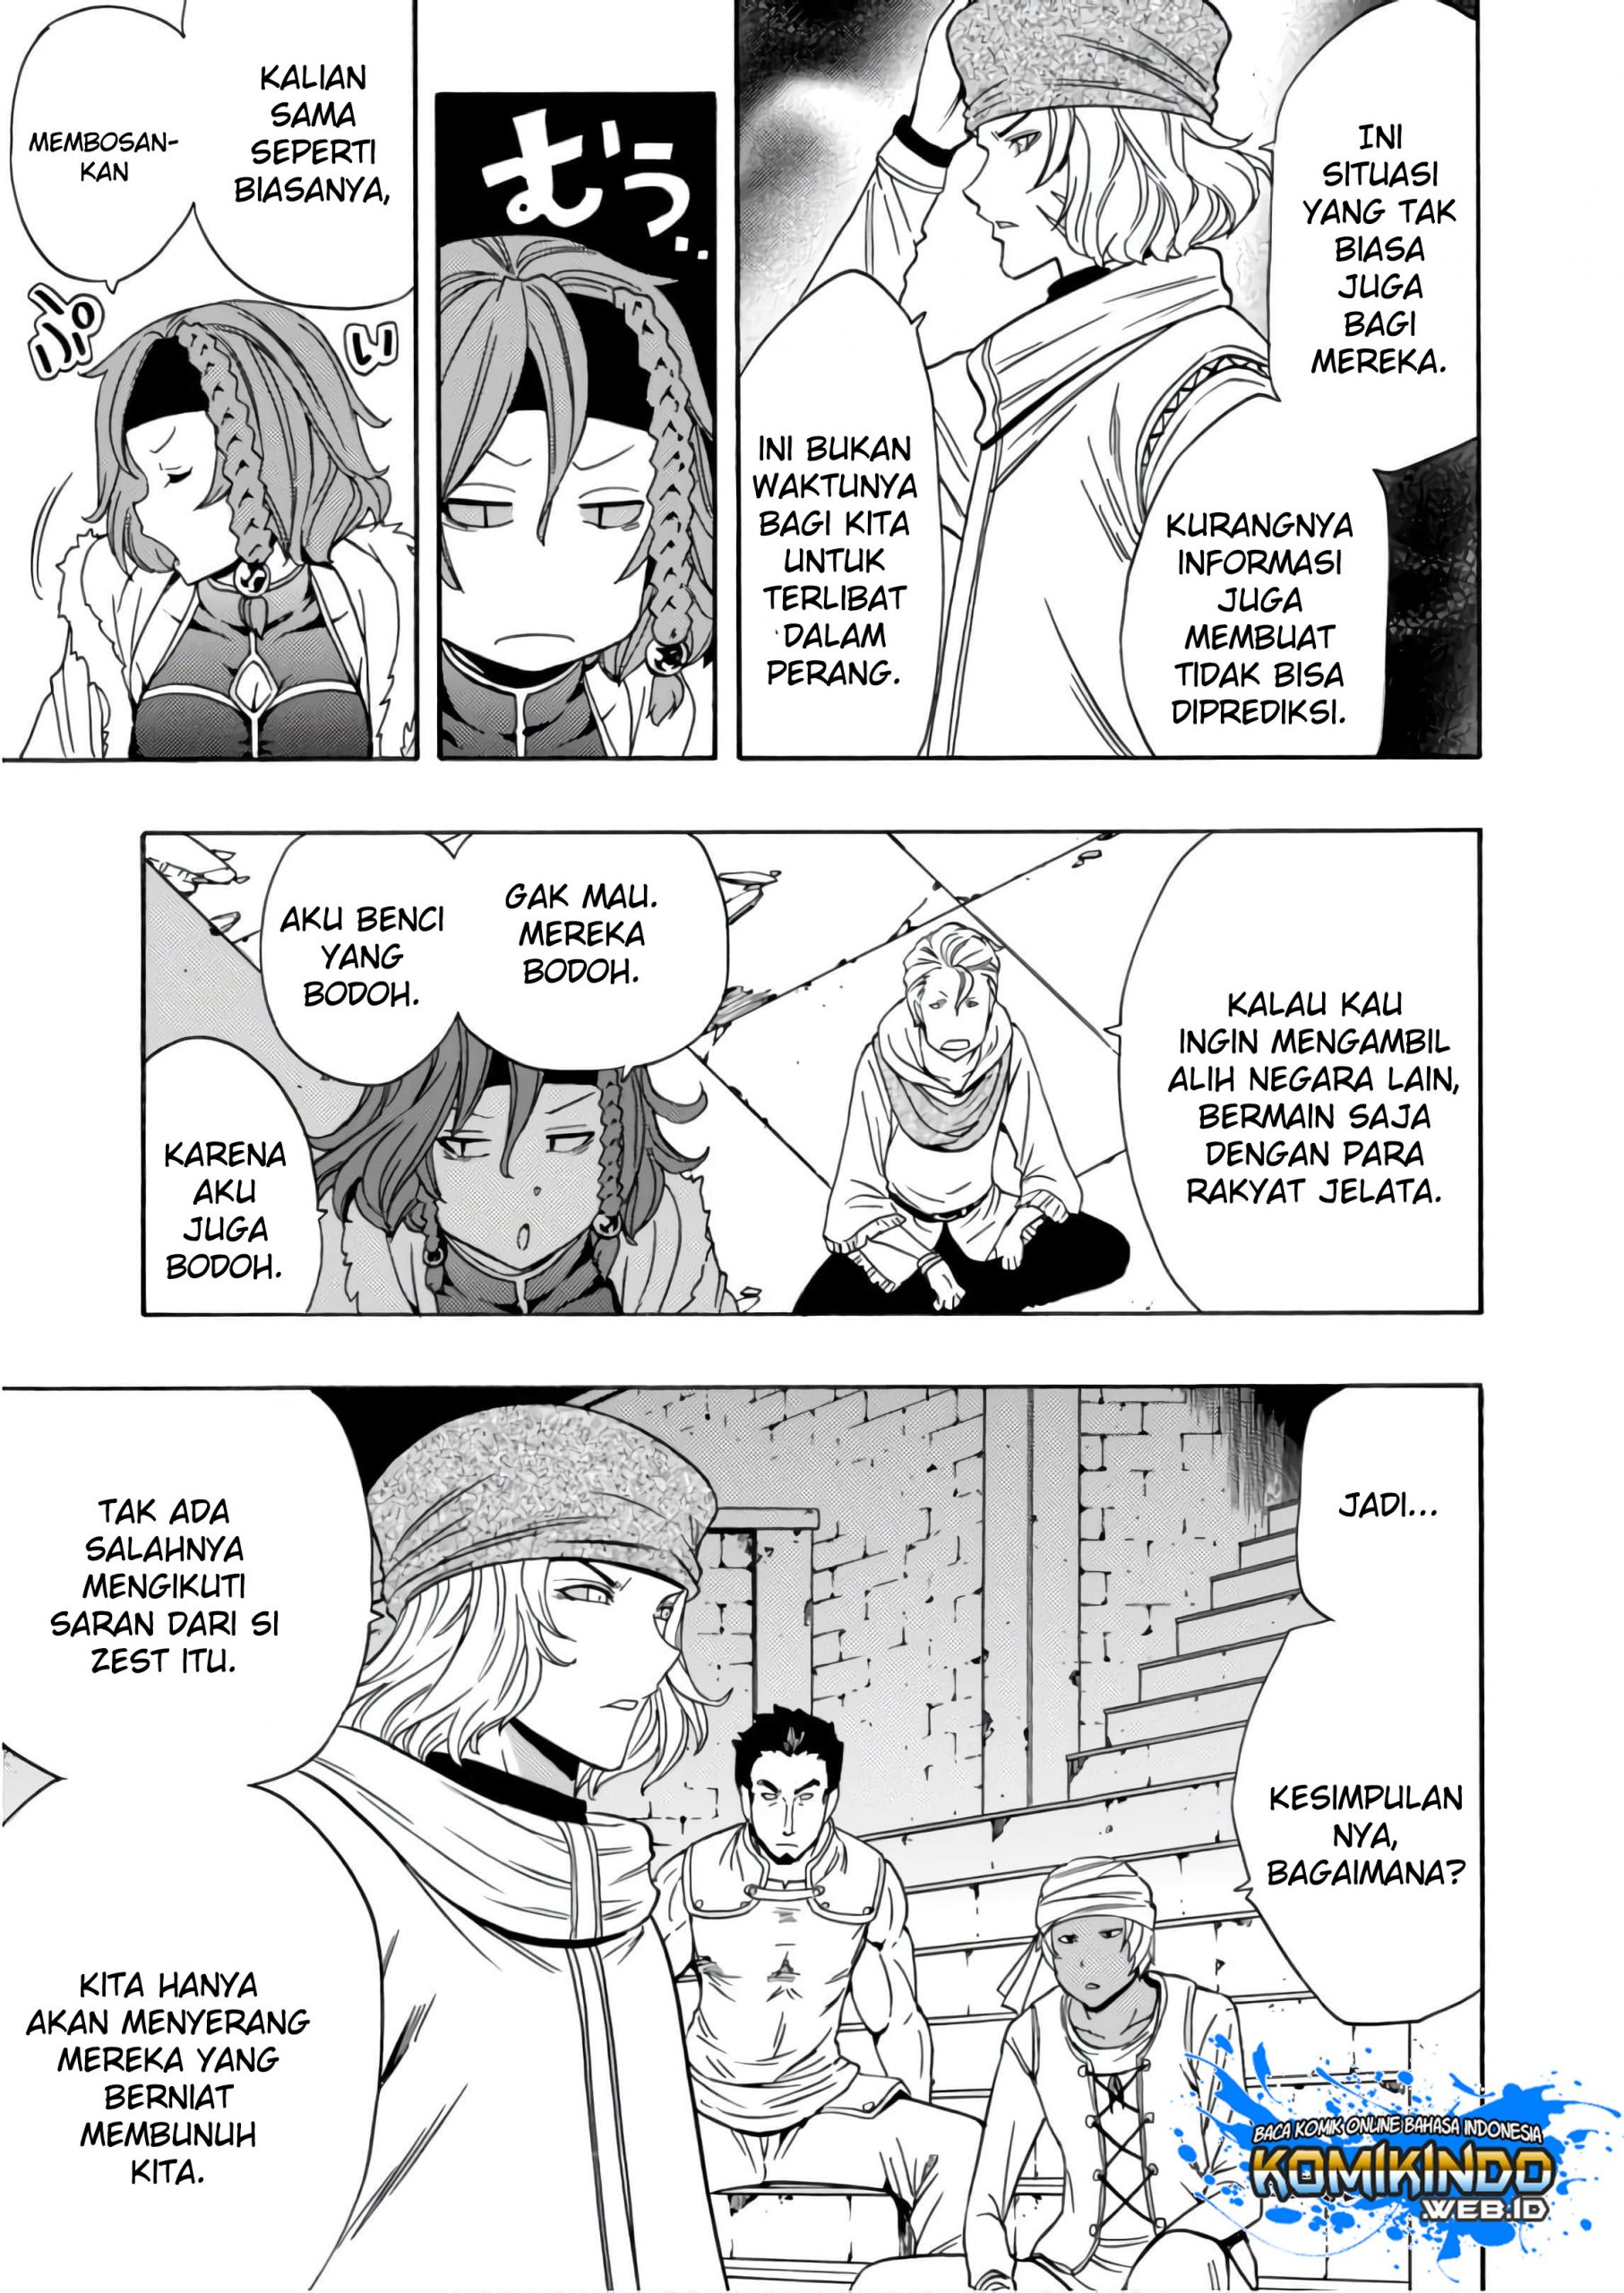 INI
SITUASI
YANG TAK
BIASA
JUGA
BAGI
MEREKA.
KURANGNYA
INFORMASI
JUGA
MEMBUAT
TIDAK BISA
DIPREDIKSI.
INI BUKAN
WAKTUNYA
BAGI KITA
UNTUK
TERLIBAT
DALAM
PERANG.
むぅ..
KALIAN
SAMA
SEPERTI
BIASANYA,
MEMBOSAN-
KAN
ぷい
KALAU KAU
INGIN MENGAMBIL
ALIH NEGARA LAIN,
BERMAIN SAJA
DENGAN PARA
RAKYAT JELATA.
GAK MAU.
MEREKA
BODOH.
AKU BENCI
YANG
BODOH.
KARENA
AKU
JUGA
BODOH.
JADI...
KESIMPULAN
NYA,
BAGAIMANA?
TAK ADA
SALAHNYA
MENGIKUTI
SARAN DARI SI
ZEST ITU.
KITA HANYA
AKAN MENYERANG
MEREKA YANG
BERNIAT
MEMBUNUH
KITA.
BACA KOMIK ONLINE BAHASA INDONESIA
KOMIKINDO
.WEB.ID